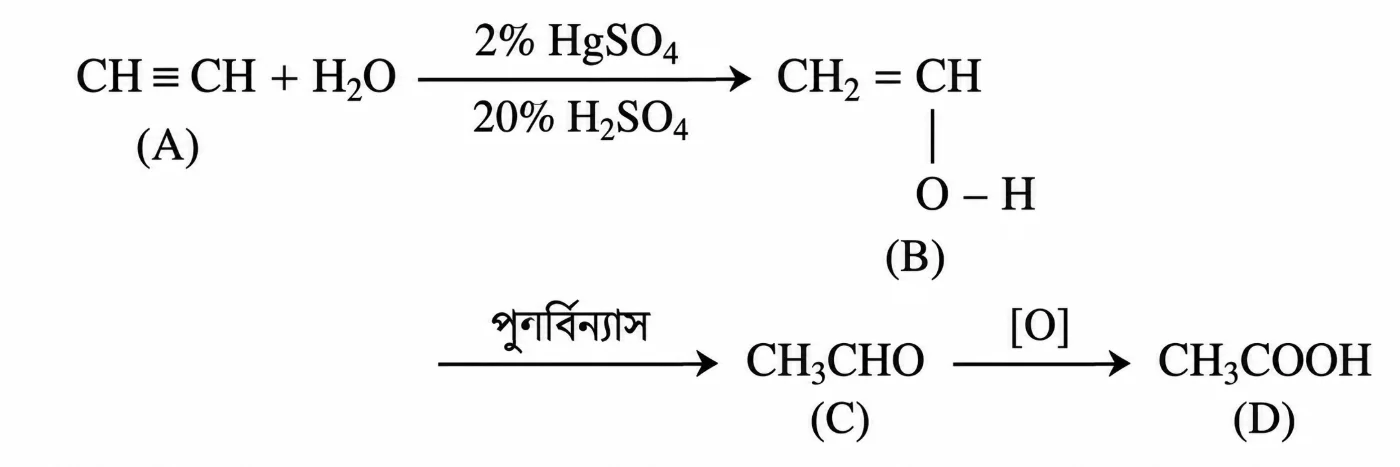 2% HgSO₄
CH ≡ CH + H₂O ⟶ CH₂ = CH
20% H₂SO₄
(A)
|
O – H
(B)
পুনর্বিন্যাস [O]
⟶ CH₃CHO ⟶ CH₃COOH
(C) (D)